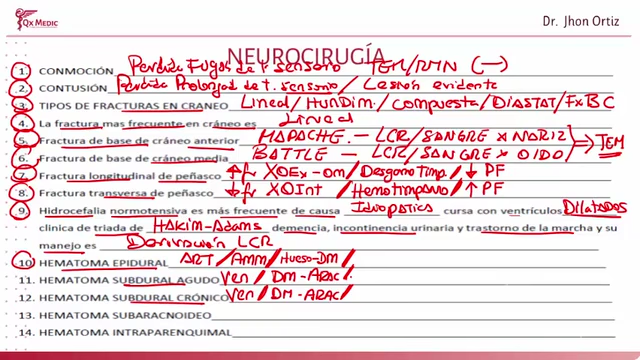 Qx MEDIC
Dr. Jhon Ortiz
NEUROCIRUGÍA
1. CONMOCIÓN Perdida Fugaz de t. sensorio TEM/RMN (—)
2. CONTUSIÓN Perdida Prolong de t. sensorio / Lesión evidente
3. TIPOS DE FRACTURAS EN CRANEO Lineal/HunDim./compuesta/DIASTAT/FxBC
4. La fractura mas frecuente en cráneo es Lineal
5. Fractura de base de cráneo anterior MAPACHE – LCR/SANGRE X NARIZ
6. Fractura de base de cráneo media BATTLE – LCR/SANGRE X OIDO ⇒ TEM
7. Fractura longitudinal de peñasco ↑fr XOEx-om/Desgarro Timp/↓PF
8. Fractura transversa de peñasco ↓fr XOInt/Hemotimpano/↑PF
9. Hidrocefalia normotensiva es más frecuente de causa Idiopatica cursa con ventrículos DILATADOS
clinica de triada de HAKim-ADAMS demencia, incontinencia urinaria y trastorno de la marcha y su
manejo es Derivación LCR
10. HEMATOMA EPIDURAL ART/AMM/Hueso-DM/
11. HEMATOMA SUBDURAL AGUDO Ven/DM-ARAC/
12. HEMATOMA SUBDURAL CRÓNICO Ven/DM-ARAC/
13. HEMATOMA SUBARACNOIDEO
14. HEMATOMA INTRAPARENQUIMAL